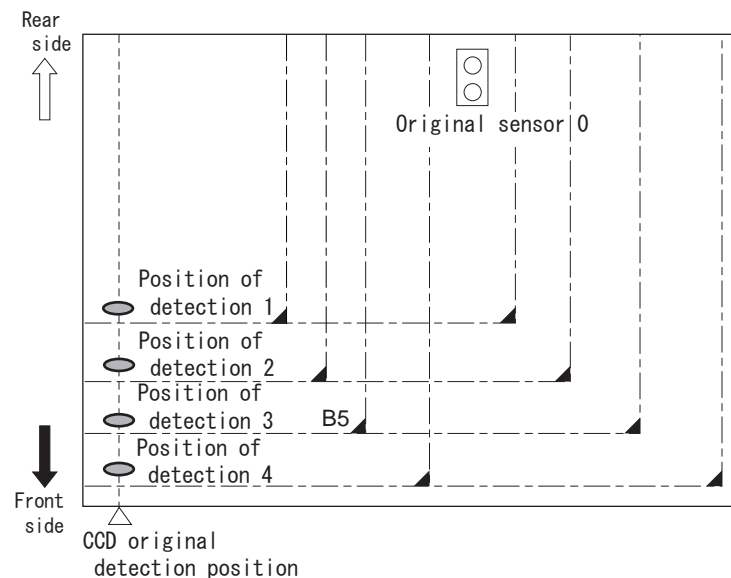 Rear
side
Original sensor 0
Position of
detection 1
Position of
detection 2
Position of
detection 3
B5
Position of
detection 4
Front
side
CCD original
detection position